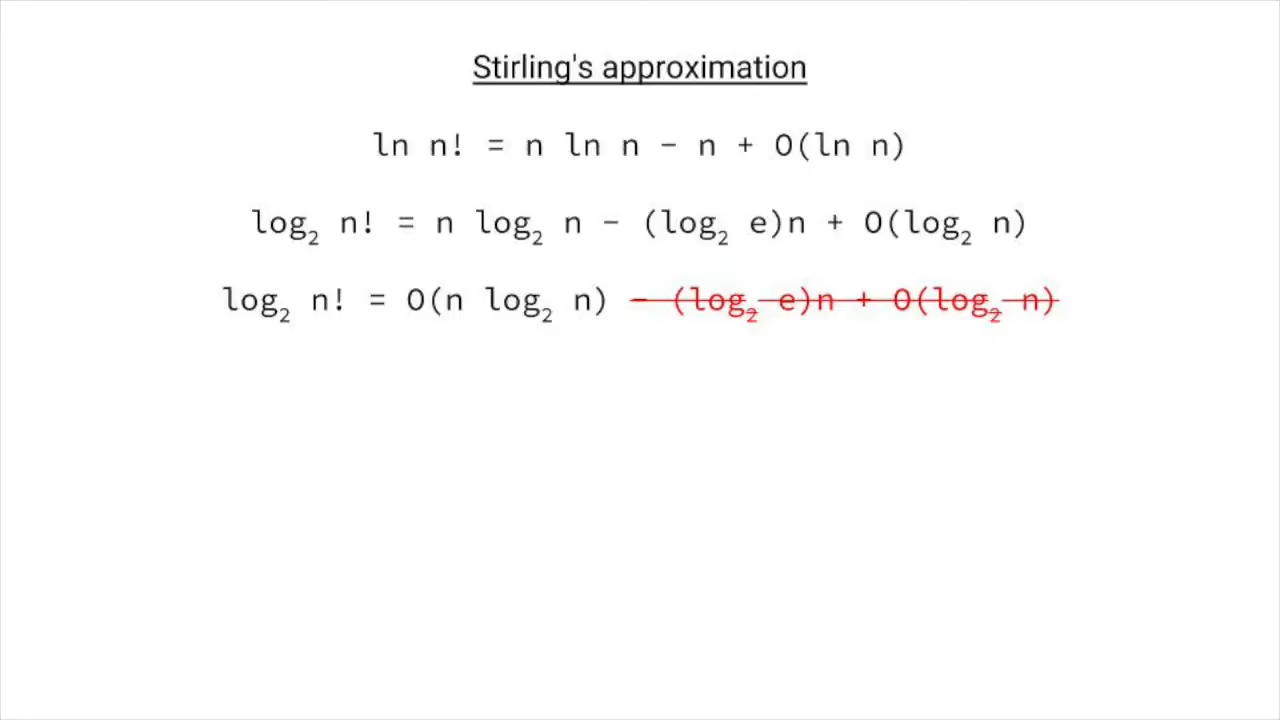 Stirling's approximation
ln n! = n ln n − n + O(ln n)
log₂ n! = n log₂ n − (log₂ e)n + O(log₂ n)
log₂ n! = O(n log₂ n) − (log₂ e)n + O(log₂ n)